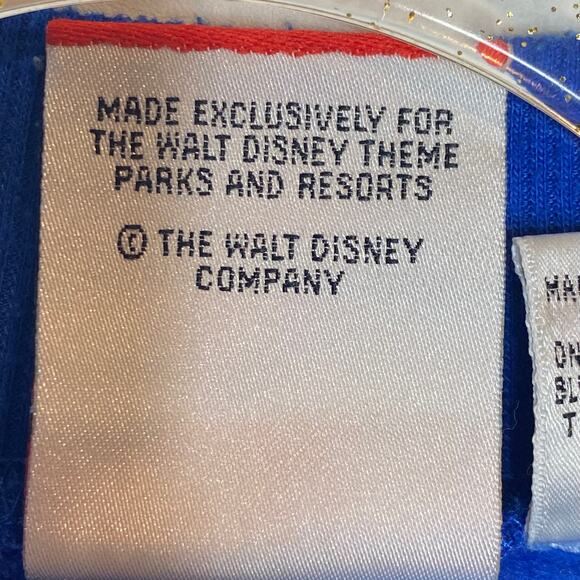 MADE EXCLUSIVELY FOR
THE WALT DISNEY THEME
PARKS AND RESORTS
© THE WALT DISNEY
COMPANY